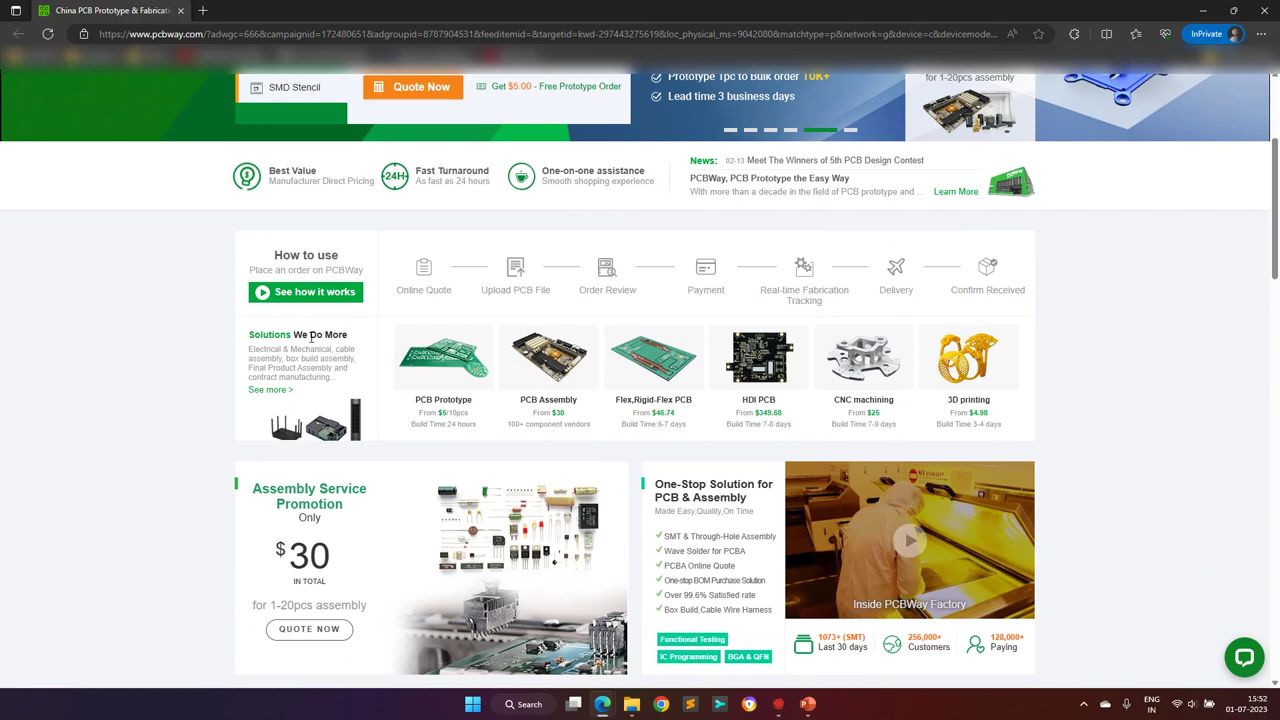 China PCB Prototype & Fabricati
https://www.pcbway.com/?adwgc=666&campaignid=172480651&adgroupid=8787904531&feeditemid=&targetid=kwd-297443275619&loc_physical_ms=9042080&matchtype=p&network=g&device=c&devicemode...
InPrivate
SMD Stencil
Quote Now
Get $5.00 - Free Prototype Order
Prototype 1pc to Bulk order 10K+
Lead time 3 business days
for 1-20pcs assembly
Best Value
Manufacturer Direct Pricing
24H
Fast Turnaround
As fast as 24 hours
One-on-one assistance
Smooth shopping experience
News: 02-13 Meet The Winners of 5th PCB Design Contest
PCBWay, PCB Prototype the Easy Way
With more than a decade in the field of PCB prototype and ... Learn More
How to use
Place an order on PCBWay
See how it works
Online Quote
Upload PCB File
Order Review
Payment
Real-time Fabrication
Tracking
Delivery
Confirm Received
Solutions We Do More
Electrical & Mechanical, cable
assembly, box build assembly,
Final Product Assembly and
contract manufacturing...
See more >
PCB Prototype
From $5/10pcs
Build Time:24 hours
PCB Assembly
From $30
100+ component vendors
Flex,Rigid-Flex PCB
From $46.74
Build Time:6-7 days
HDI PCB
From $349.68
Build Time:7-8 days
CNC machining
From $25
Build Time:7-9 days
3D printing
From $4.98
Build Time: 3-4 days
Assembly Service
Promotion
Only
$30
IN TOTAL
for 1-20pcs assembly
QUOTE NOW
One-Stop Solution for
PCB & Assembly
Made Easy,Quality,On Time
SMT & Through-Hole Assembly
Wave Solder for PCBA
PCBA Online Quote
One-stop BOM Purchase Solution
Over 99.6% Satisfied rate
Box Build,Cable Wire Harness
Functional Testing
IC Programming
BGA & QFN
Inside PCBWay Factory
1073+ (SMT)
Last 30 days
256,000+
Customers
128,000+
Paying
Search
ENG
IN
15:52
01-07-2023